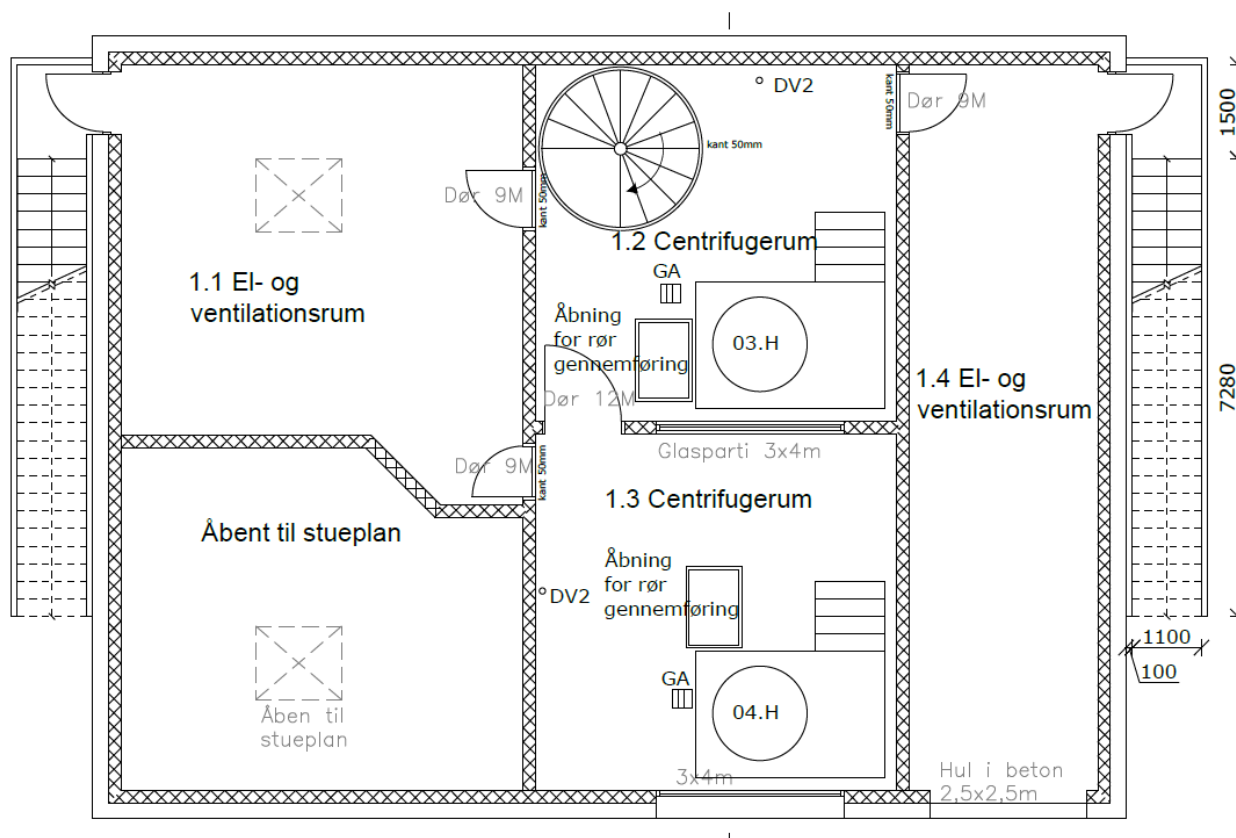 DV2
kant 50mm
Dør 9M
1500
kant 50mm
Dør 9M
kant 50mm
1.2 Centrifugerum
GA
1.1 El- og
ventilationsrum
Åbning
for rør
gennemføring
03.H
1.4 El- og
ventilationsrum
7280
Dør 12M
Glasparti 3x4m
Dør 9M
kant 50mm
1.3 Centrifugerum
Åbent til stueplan
Åbning
for rør
gennemføring
DV2
1100
100
GA
04.H
Åben til
stueplan
3x4m
Hul i beton
2,5x2,5m